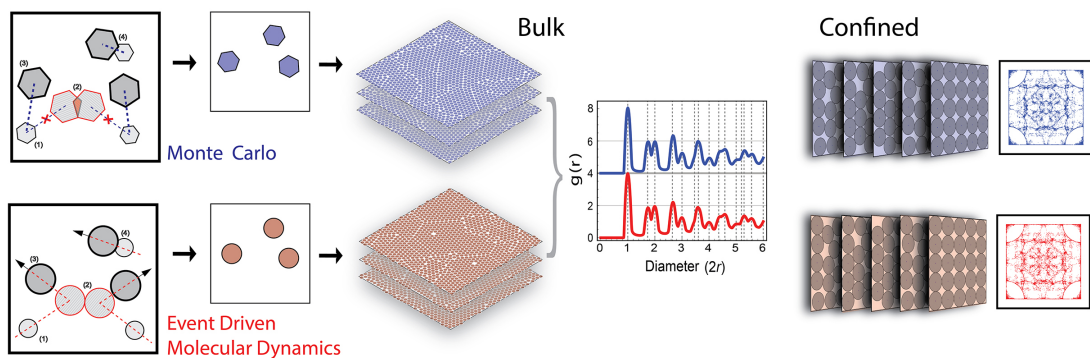 Bulk
Confined
(4)
(3)
(2)
(1)
Monte Carlo
8
6
4
2
0
g(r)
0 1 2 3 4 5 6
Diameter (2r)
(4)
(3)
(2)
(1)
Event Driven
Molecular Dynamics